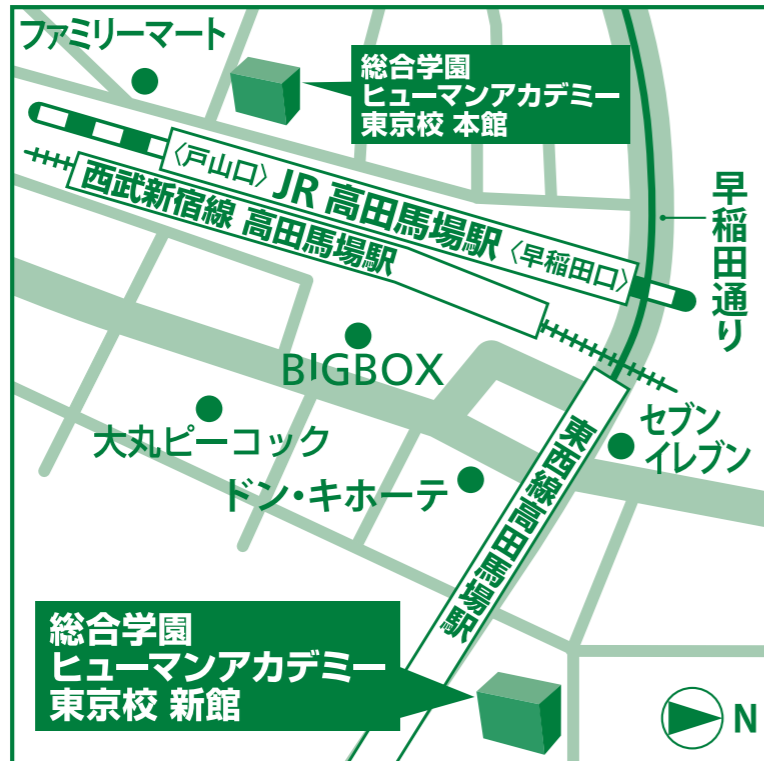 ファミリーマート
総合学園
ヒューマンアカデミー
東京校 本館
〈戸山口〉 JR 高田馬場駅 〈早稲田口〉
西武新宿線 高田馬場駅
早稲田通り
BIGBOX
大丸ピーコック
ドン・キホーテ
セブン
イレブン
東西線高田馬場駅
総合学園
ヒューマンアカデミー
東京校 新館
N